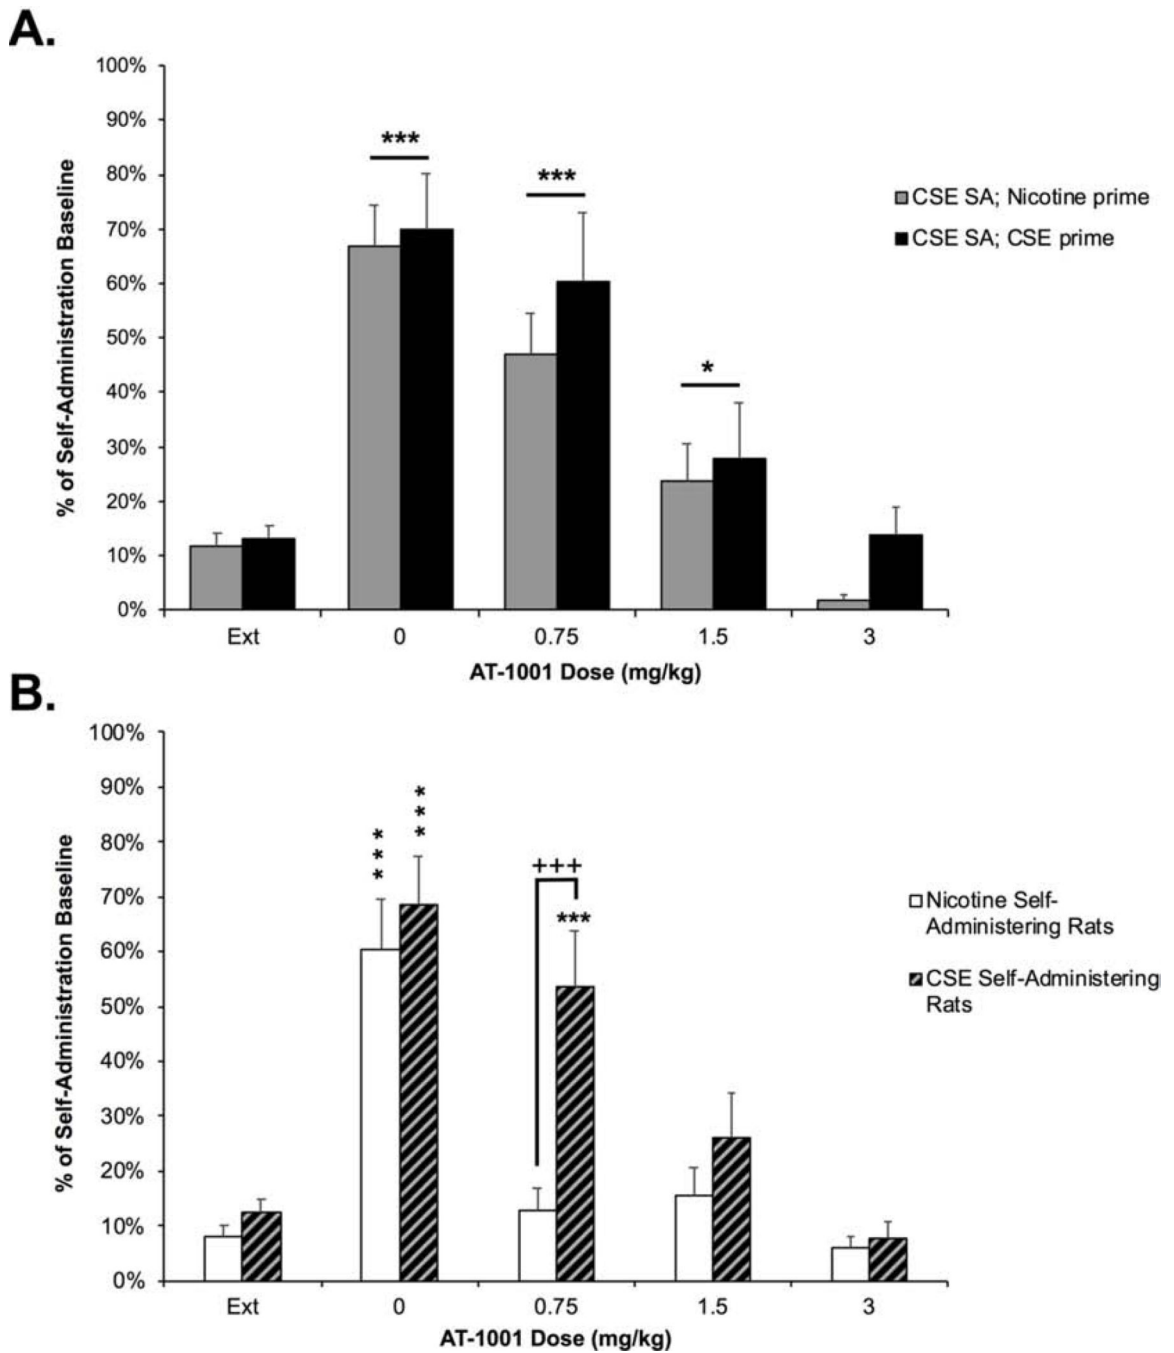 A.
100%
90%
80%
70%
60%
50%
40%
30%
20%
10%
0%
% of Self-Administration Baseline
***
***
*
CSE SA; Nicotine prime
CSE SA; CSE prime
Ext
0
0.75
1.5
3
AT-1001 Dose (mg/kg)
B.
100%
90%
80%
70%
60%
50%
40%
30%
20%
10%
0%
% of Self-Administration Baseline
***
***
+++
***
Nicotine Self-
Administering Rats
CSE Self-Administering
Rats
Ext
0
0.75
1.5
3
AT-1001 Dose (mg/kg)